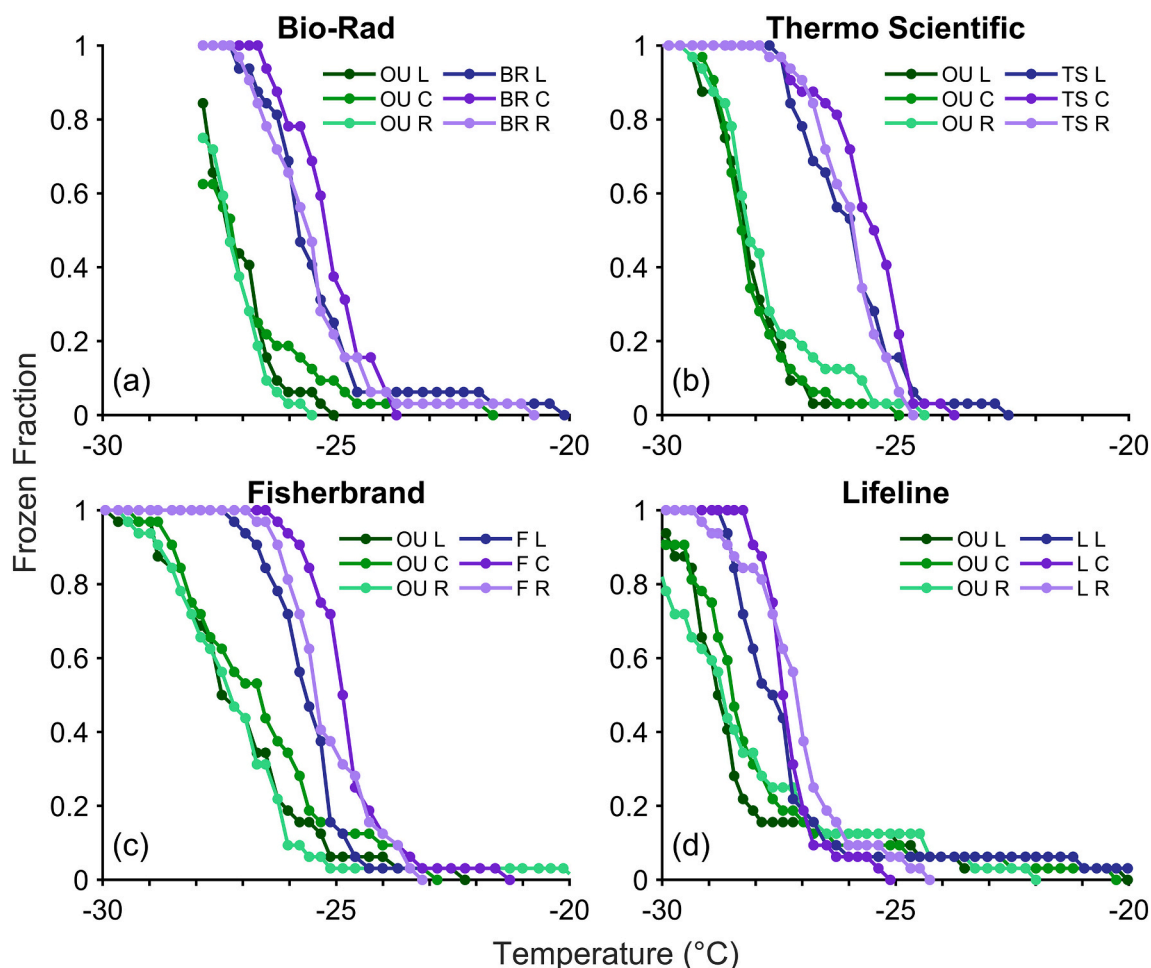 Bio-Rad
Thermo Scientific
1
0.8
0.6
0.4
0.2
0
OU L BR L
OU C BR C
OU R BR R
(a)
-30 -25 -20
1
0.8
0.6
0.4
0.2
0
OU L TS L
OU C TS C
OU R TS R
(b)
-30 -25 -20
Frozen Fraction
Fisherbrand
Lifeline
1
0.8
0.6
0.4
0.2
0
OU L F L
OU C F C
OU R F R
(c)
-30 -25 -20
1
0.8
0.6
0.4
0.2
0
OU L L L
OU C L C
OU R L R
(d)
-30 -25 -20
Temperature (°C)